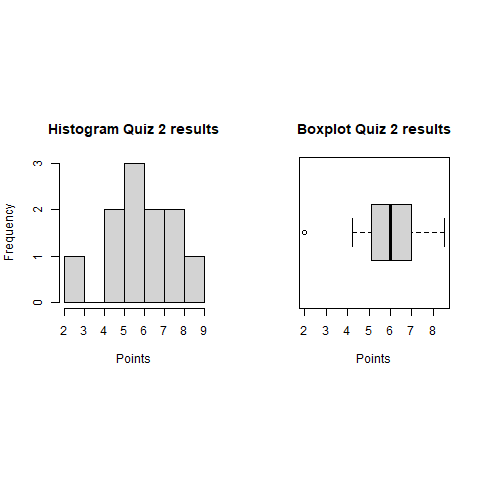 Histogram Quiz 2 results
Frequency
3
2
1
0
2 3 4 5 6 7 8 9
Points
Boxplot Quiz 2 results
2 3 4 5 6 7 8
Points